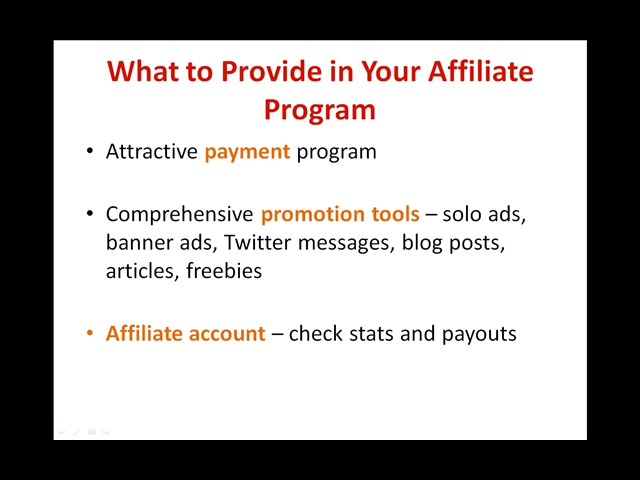 What to Provide in Your Affiliate
Program
• Attractive payment program
• Comprehensive promotion tools – solo ads,
banner ads, Twitter messages, blog posts,
articles, freebies
• Affiliate account – check stats and payouts